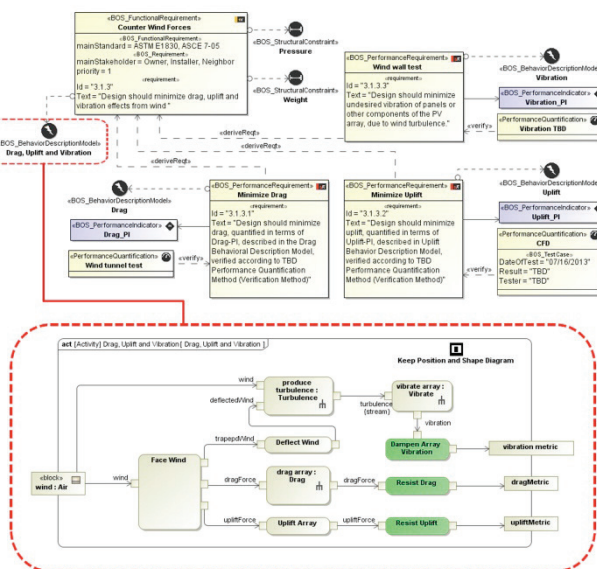 «BOS_FunctionalRequirement»
Counter Wind Forces
mainStandard = ASTM E1830, ASCE 7-05
«BOS_Requirement»
mainStakeholder = Owner, Installer, Neighbor
priority = 1
«requirement»
Id = "3.1.3"
Text = "Design should minimize drag, uplift and
vibration effects from wind."
«BOS_StructuralConstraint»
Pressure
«BOS_StructuralConstraint»
Weight
«BOS_PerformanceRequirement»
Wind wall test
«requirement»
Id = "3.1.3.3"
Text = "Design should minimize
undesired vibration of panels or
other components of the PV
array, due to wind turbulence."
«BOS_BehaviorDescriptionModel»
Vibration
«BOS_PerformanceIndicator»
Vibration_PI
«PerformanceQuantification»
Vibration TBD
«verify»
«BOS_BehaviorDescriptionModel»
Drag, Uplift and Vibration
«deriveReqt»
«deriveReqt»
«deriveReqt»
«BOS_BehaviorDescriptionModel»
Drag
«BOS_PerformanceIndicator»
Drag_PI
«PerformanceQuantification»
Wind tunnel test
«verify»
«BOS_PerformanceRequirement»
Minimize Drag
«requirement»
Id = "3.1.3.1"
Text = "Design should minimize
drag, quantified in terms of
Drag-PI, described in the Drag
Behavioral Description Model,
verified according to TBD
Performance Quantification
Method (Verification Method)"
«BOS_PerformanceRequirement»
Minimize Uplift
«requirement»
Id = "3.1.3.2"
Text = "Design should minimize
uplift, quantified in terms of
Uplift-PI, described in Uplift
Behavior Description Model,
verified according to TBD
Performance Quantification
Method (Verification Method)"
«BOS_BehaviorDescriptionModel»
Uplift
«BOS_PerformanceIndicator»
Uplift_PI
«PerformanceQuantification»
CFD
«BOS_TestCase»
DateOfTest = "07/16/2013"
Result = "TBD"
Tester = "TBD"
«verify»
act [Activity] Drag, Uplift and Vibration[ Drag, Uplift and Vibration ]
Keep Position and Shape Diagram
wind
deflectedWind
produce
turbulence :
Turbulence
turbulence
{stream}
vibrate array :
Vibrate
vibration
trapepdWind
Deflect Wind
Dampen Array
Vibration
vibration metric
«block»
wind : Air
wind
Face Wind
dragForce
drag array :
Drag
dragForce
Resist Drag
dragMetric
upliftForce
Uplift Array
upliftForce
Resist Uplift
upliftMetric